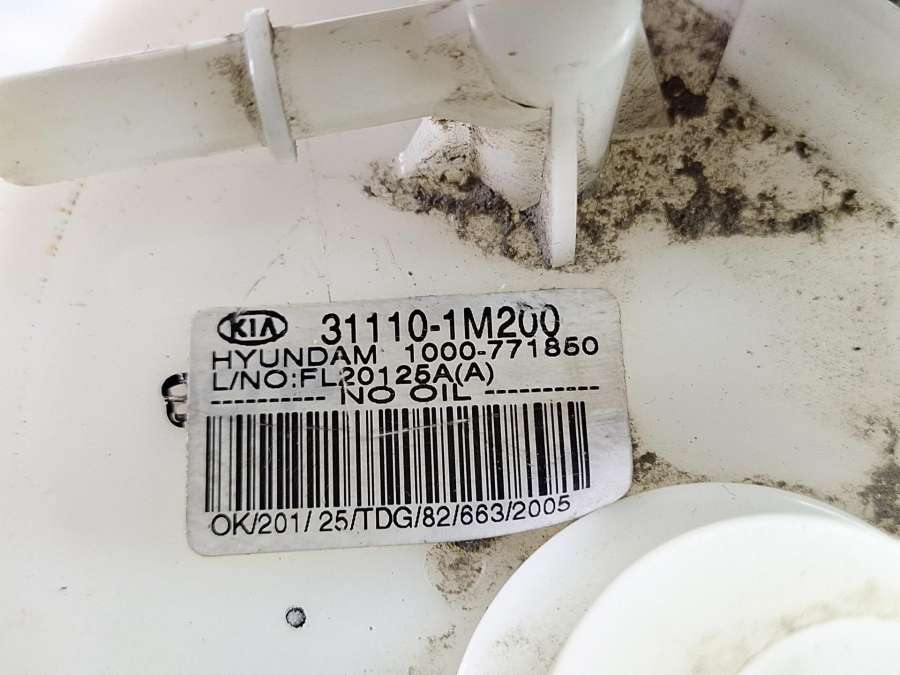 KIA 31110-1M200
HYUNDAM 1000-771850
L/NO:FL20125A(A)
---------- NO OIL ----------
OK/201/25/TDG/82/663/2005